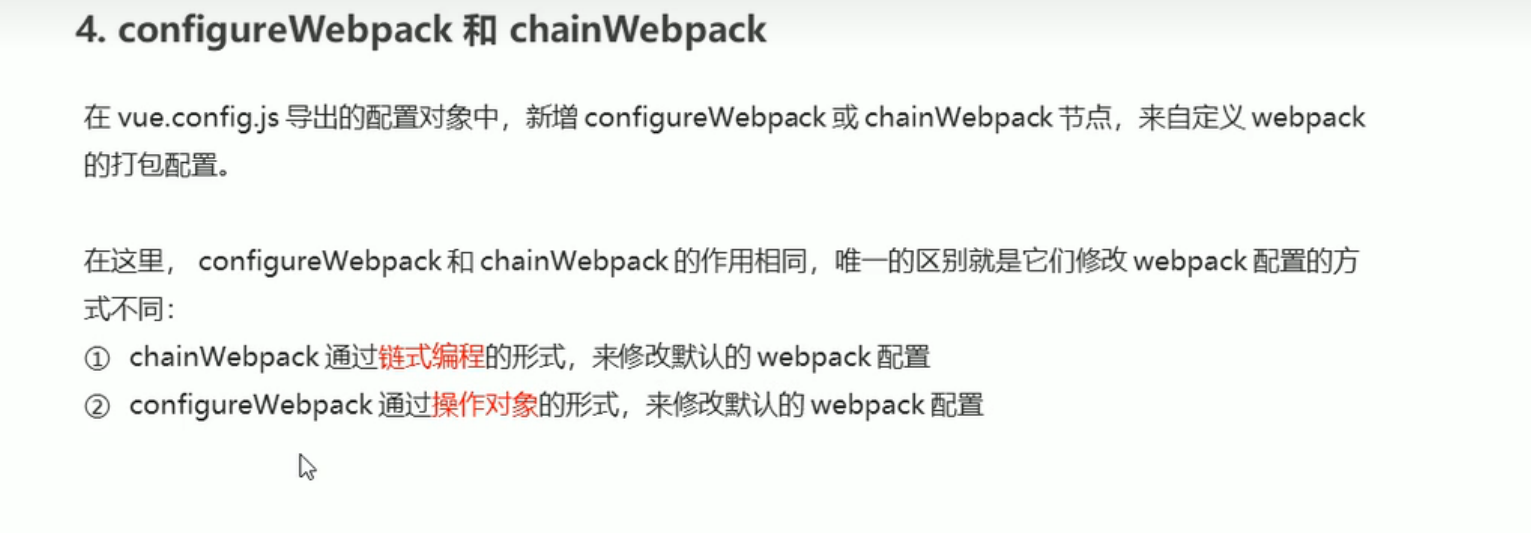 4. configureWebpack 和 chainWebpack
在 vue.config.js 导出的配置对象中，新增 configureWebpack 或 chainWebpack 节点，来自定义 webpack
的打包配置。
在这里， configureWebpack 和 chainWebpack 的作用相同，唯一的区别就是它们修改 webpack 配置的方
式不同：
① chainWebpack 通过链式编程的形式，来修改默认的 webpack 配置
② configureWebpack 通过操作对象的形式，来修改默认的 webpack 配置